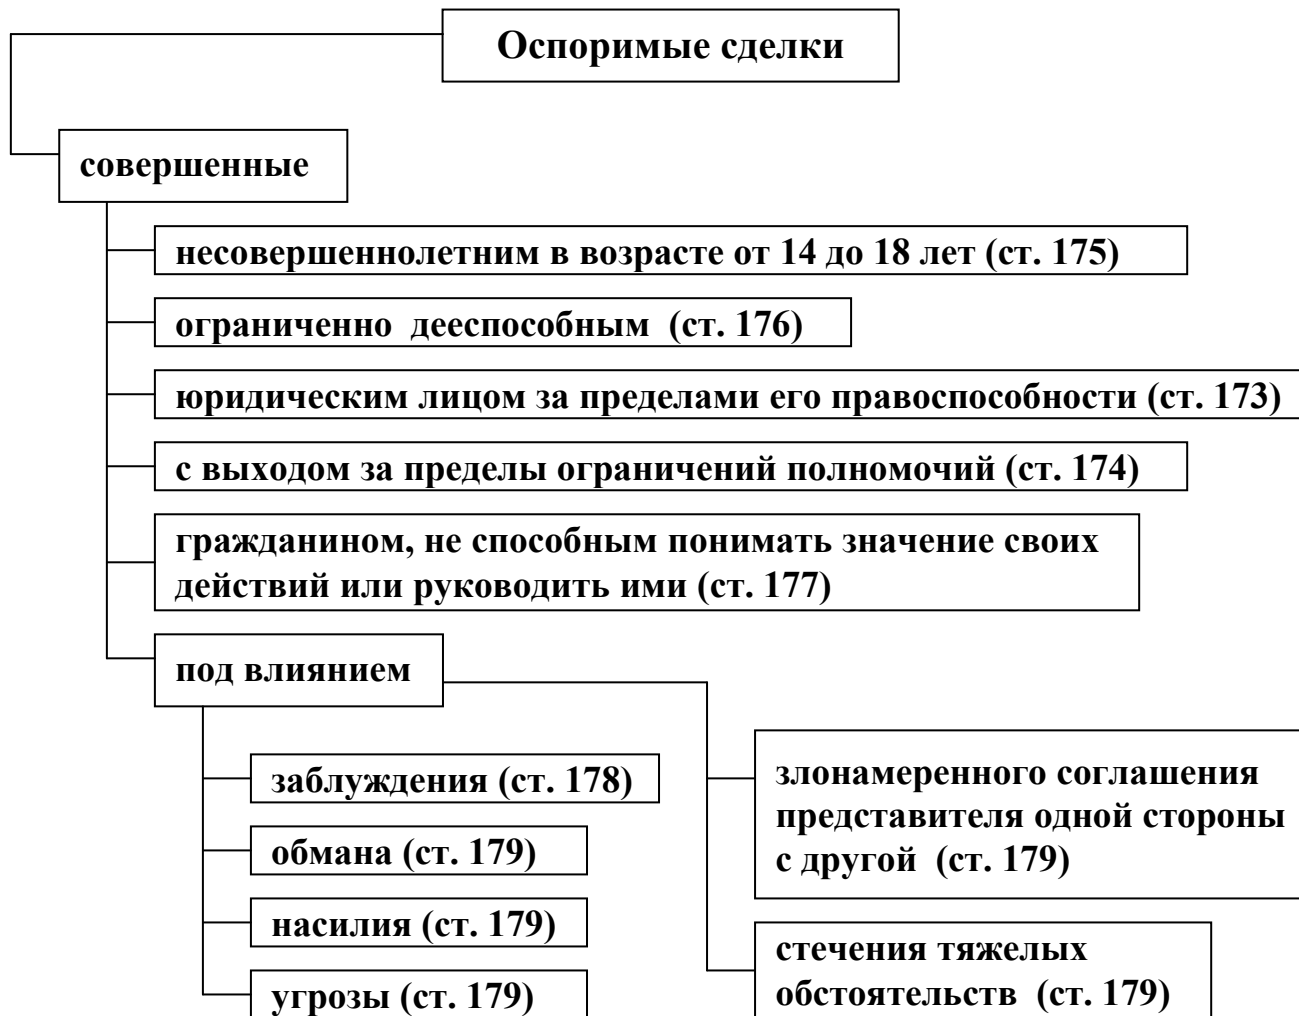 Оспоримые сделки
совершенные
несовершеннолетним в возрасте от 14 до 18 лет (ст. 175)
ограниченно дееспособным (ст. 176)
юридическим лицом за пределами его правоспособности (ст. 173)
с выходом за пределы ограничений полномочий (ст. 174)
гражданином, не способным понимать значение своих
действий или руководить ими (ст. 177)
под влиянием
заблуждения (ст. 178)
обмана (ст. 179)
насилия (ст. 179)
угрозы (ст. 179)
злонамеренного соглашения
представителя одной стороны
с другой (ст. 179)
стечения тяжелых
обстоятельств (ст. 179)